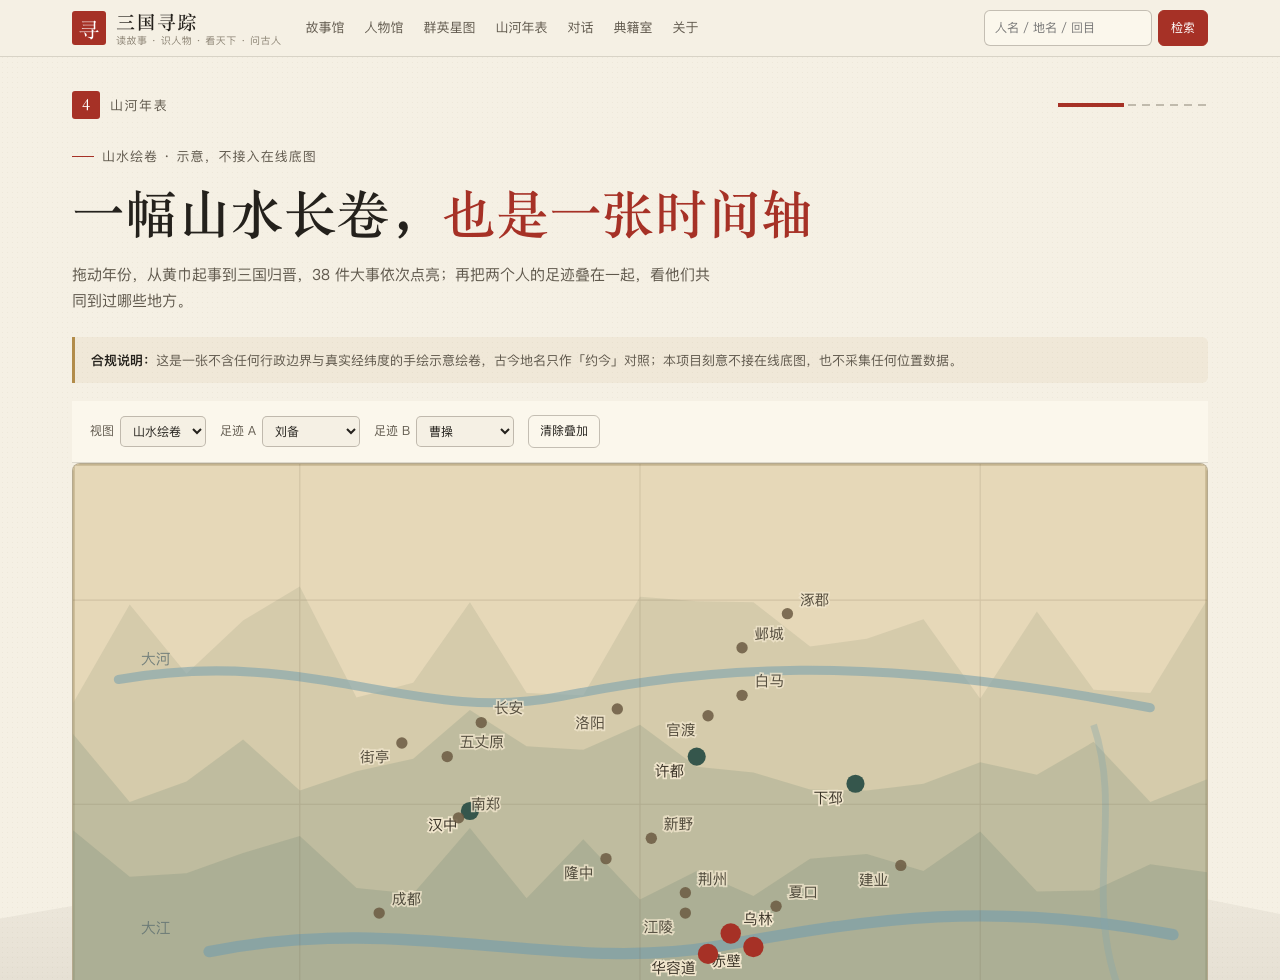 寻
三国寻踪
读故事 · 识人物 · 看天下 · 问古人
故事馆 人物馆 群英星图 山河年表 对话 典籍室 关于
人名 / 地名 / 回目
检索
4 山河年表
山水绘卷 · 示意，不接入在线底图
一幅山水长卷，也是一张时间轴
拖动年份，从黄巾起事到三国归晋，38 件大事依次点亮；再把两个人的足迹叠在一起，看他们共
同到过哪些地方。
合规说明：这是一张不含任何行政边界与真实经纬度的手绘示意绘卷，古今地名只作「约今」对照；本项目刻意不接在线底图，也不采集任何位置数据。
视图 山水绘卷 足迹 A 刘备 足迹 B 曹操 清除叠加
涿郡
邺城
大河
白马
长安
洛阳
官渡
五丈原
街亭
许都
下邳
南郑
汉中
新野
隆中
荆州
建业
夏口
成都
乌林
江陵
大江
赤壁
华容道